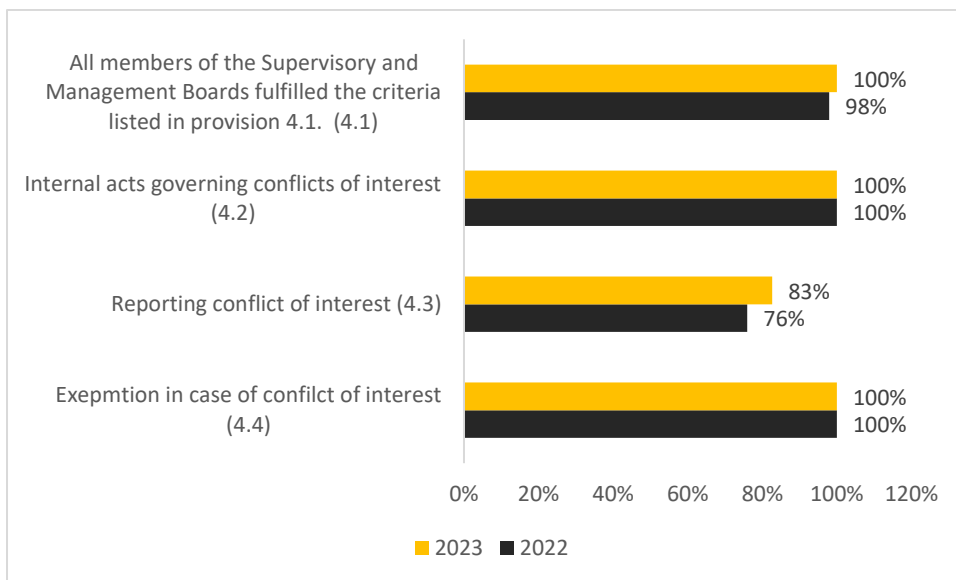 All members of the Supervisory and
Management Boards fulfilled the criteria
listed in provision 4.1. (4.1)
100%
98%
Internal acts governing conflicts of interest
(4.2)
100%
100%
Reporting conflict of interest (4.3)
83%
76%
Exepmtion in case of confilct of interest
(4.4)
100%
100%
0% 20% 40% 60% 80% 100% 120%
2023 2022